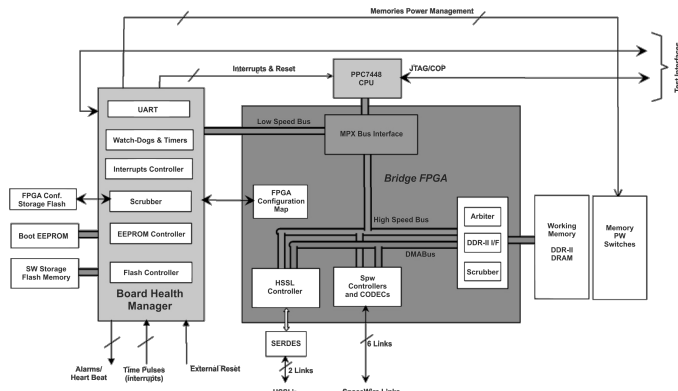 Memories Power Management
Interrupts & Reset
PPC7448
CPU
JTAG/COP
Test Interfaces
UART
Low Speed Bus
MPX Bus Interface
Watch-Dogs & Timers
Bridge FPGA
Interrupts Controller
FPGA Conf.
Storage Flash
Scrubber
FPGA
Configuration
Map
Boot EEPROM
EEPROM Controller
High Speed Bus
Arbiter
DDR-II I/F
Scrubber
DMABus
Working
Memory
DDR-II
DRAM
Memory
PW
Switches
SW Storage
Flash Memory
Flash Controller
Board Health
Manager
HSSL
Controller
Spw
Controllers
and CODECs
SERDES
6 Links
2 Links
Alarms/
Heart Beat
Time Pulses
(interrupts)
External Reset
SpaceWire Links